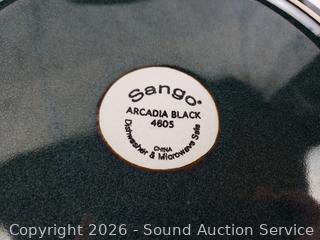 Sango®
ARCADIA BLACK
4605
CHINA
Dishwasher & Microwave Safe
Copyright 2026 - Sound Auction Service